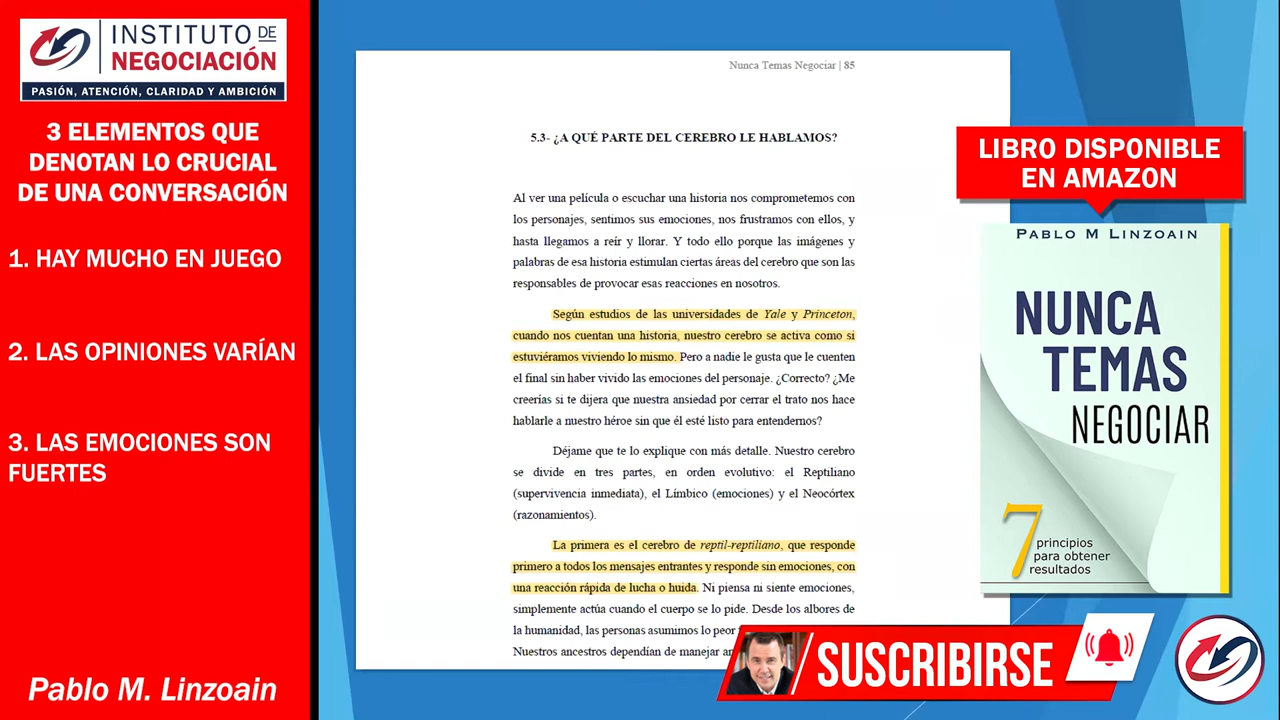 INSTITUTO DE
NEGOCIACIÓN
PASIÓN, ATENCIÓN, CLARIDAD Y AMBICIÓN
3 ELEMENTOS QUE
DENOTAN LO CRUCIAL
DE UNA CONVERSACIÓN
1. HAY MUCHO EN JUEGO
2. LAS OPINIONES VARÍAN
3. LAS EMOCIONES SON
FUERTES
Pablo M. Linzoain
Nunca Temas Negociar | 85
5.3- ¿A QUÉ PARTE DEL CEREBRO LE HABLAMOS?
Al ver una película o escuchar una historia nos comprometemos con
los personajes, sentimos sus emociones, nos frustramos con ellos, y
hasta llegamos a reír y llorar. Y todo ello porque las imágenes y
palabras de esa historia estimulan ciertas áreas del cerebro que son las
responsables de provocar esas reacciones en nosotros.
Según estudios de las universidades de Yale y Princeton,
cuando nos cuentan una historia, nuestro cerebro se activa como si
estuviéramos viviendo lo mismo. Pero a nadie le gusta que le cuenten
el final sin haber vivido las emociones del personaje. ¿Correcto? ¿Me
creerías si te dijera que nuestra ansiedad por cerrar el trato nos hace
hablarle a nuestro héroe sin que él esté listo para entendernos?
Déjame que te lo explique con más detalle. Nuestro cerebro
se divide en tres partes, en orden evolutivo: el Reptiliano
(supervivencia inmediata), el Límbico (emociones) y el Neocórtex
(razonamientos).
La primera es el cerebro de reptil-reptiliano, que responde
primero a todos los mensajes entrantes y responde sin emociones, con
una reacción rápida de lucha o huida. Ni piensa ni siente emociones,
simplemente actúa cuando el cuerpo se lo pide. Desde los albores de
la humanidad, las personas asumimos lo peor
Nuestros ancestros dependían de manejar
LIBRO DISPONIBLE
EN AMAZON
PABLO M LINZOAIN
NUNCA
TEMAS
NEGOCIAR
7 principios
para obtener
resultados
SUSCRIBIRSE